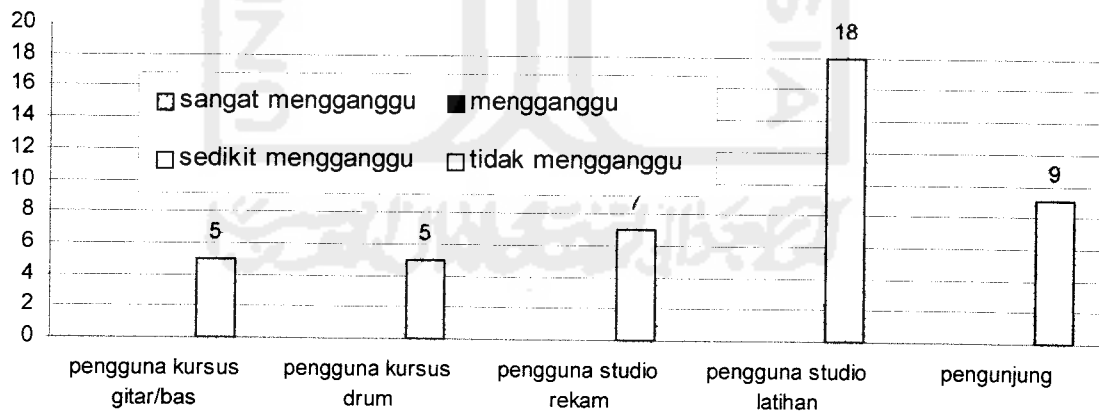 20
18
16
14
12
10
8
6
4
2
0
sangat mengganggu
mengganggu
sedikit mengganggu
tidak mengganggu
5
5
7
18
9
pengguna kursus
gitar/bas
pengguna kursus
drum
pengguna studio
rekam
pengguna studio
latihan
pengunjung